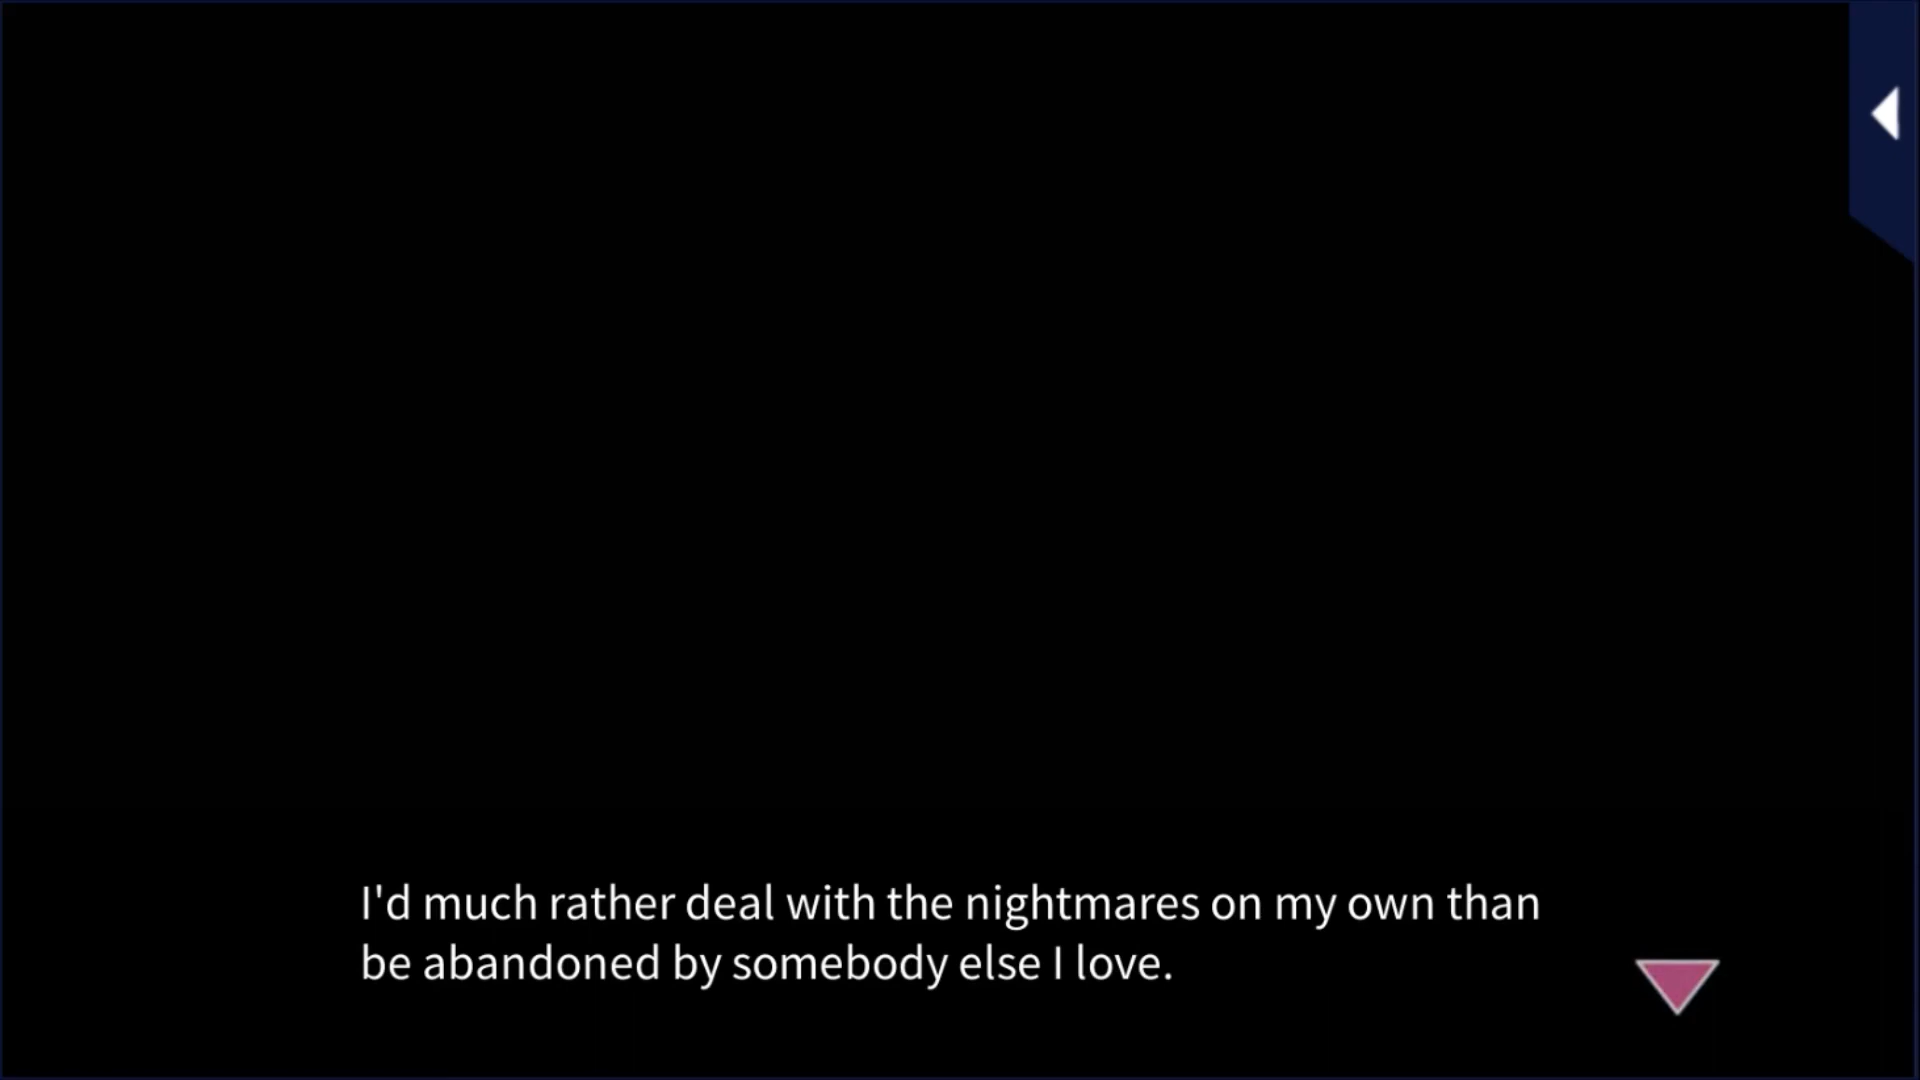 I'd much rather deal with the nightmares on my own than
be abandoned by somebody else I love.